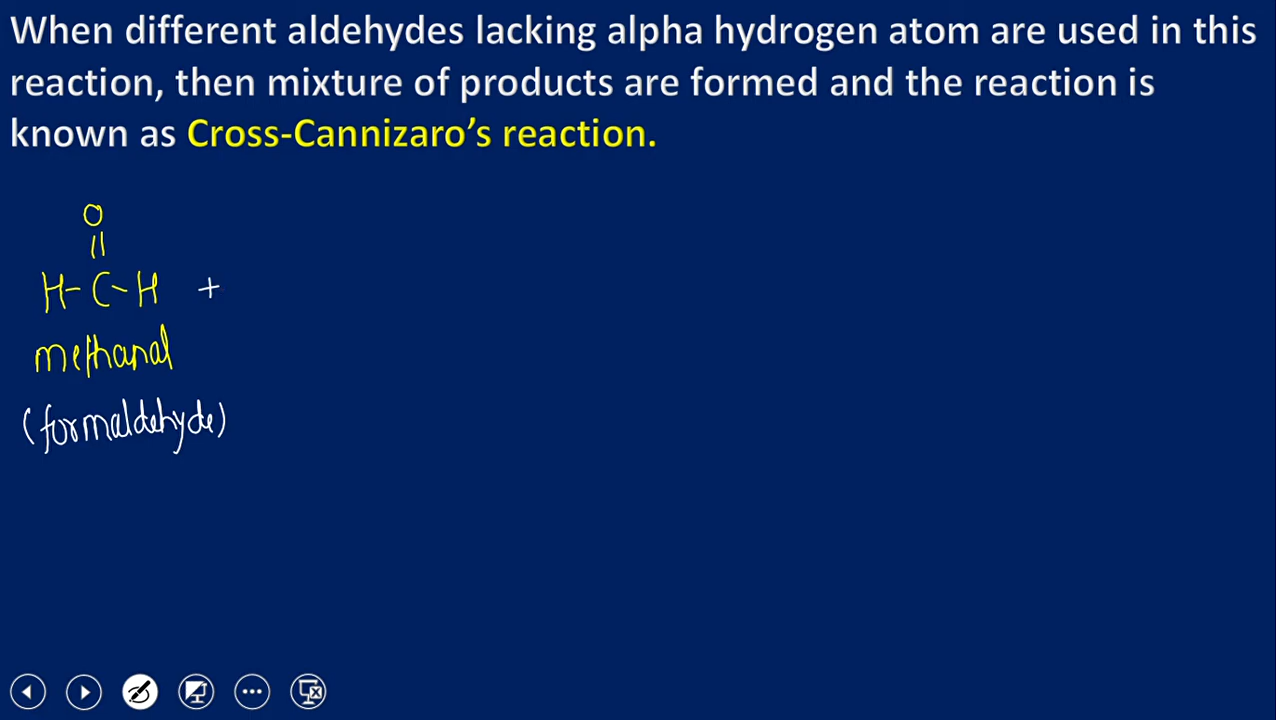 When different aldehydes lacking alpha hydrogen atom are used in this
reaction, then mixture of products are formed and the reaction is
known as Cross-Cannizaro’s reaction.
O
||
H-C-H +
methanal
(formaldehyde)